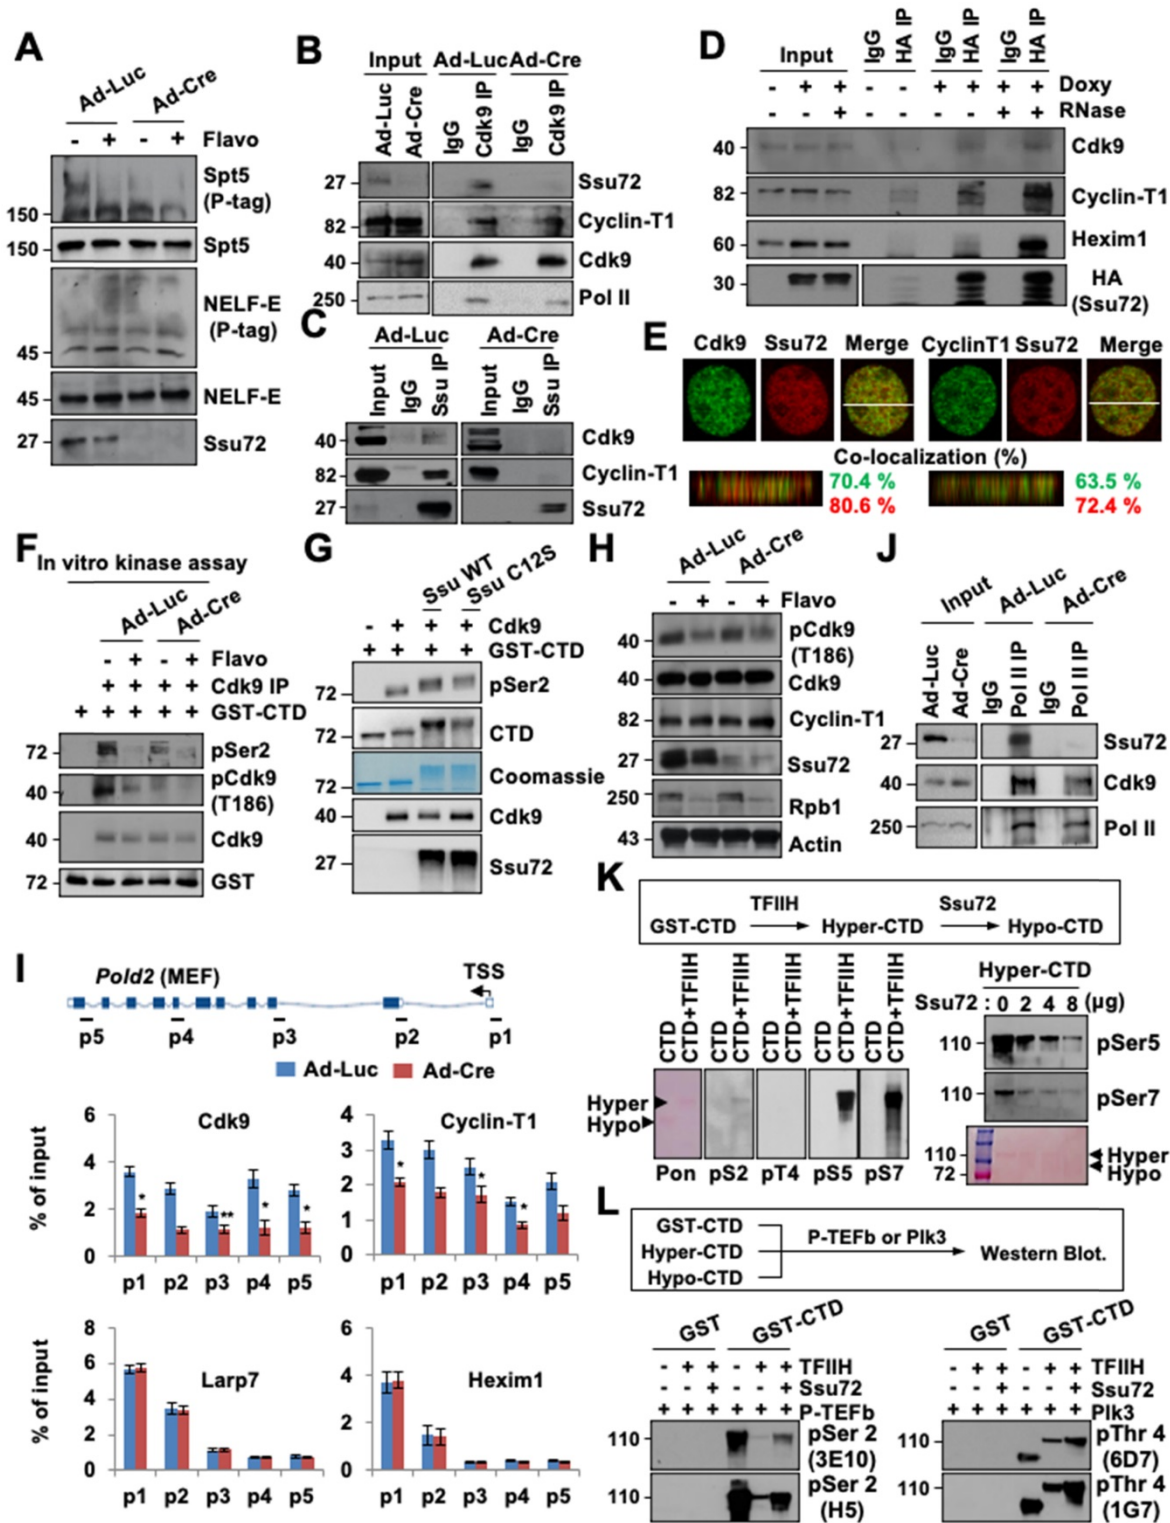 A
Ad-Luc Ad-Cre
- + - + Flavo
Spt5
(P-tag)
150
150 Spt5
NELF-E
(P-tag)
45
45 NELF-E
27 Ssu72
B
Input Ad-Luc Ad-Cre
Ad-Luc Ad-Cre IgG Cdk9 IP IgG Cdk9 IP
27 Ssu72
82 Cyclin-T1
40 Cdk9
250 Pol II
C
Ad-Luc Ad-Cre
Input IgG Ssu IP Input IgG Ssu IP
40 Cdk9
82 Cyclin-T1
27 Ssu72
D
Input IgG HA IP IgG HA IP IgG HA IP
- + + - - + + + + Doxy
- - + - - - - + + RNase
40 Cdk9
82 Cyclin-T1
60 Hexim1
30 HA
(Ssu72)
E
Cdk9 Ssu72 Merge CyclinT1 Ssu72 Merge
Co-localization (%)
70.4 % 63.5 %
80.6 % 72.4 %
F
In vitro kinase assay
Ad-Luc Ad-Cre
- + - + Flavo
+ + + + Cdk9 IP
+ + + + + GST-CTD
72 pSer2
40 pCdk9
(T186)
40 Cdk9
72 GST
G
Ssu WT Ssu C12S
- + + + Cdk9
+ + + + GST-CTD
72 pSer2
72 CTD
72 Coomassie
40 Cdk9
27 Ssu72
H
Ad-Luc Ad-Cre
- + - + Flavo
40 pCdk9
(T186)
40 Cdk9
82 Cyclin-T1
27 Ssu72
250 Rpb1
43 Actin
J
Input Ad-Luc Ad-Cre
Ad-Luc Ad-Cre IgG Pol II IP IgG Pol II IP
27 Ssu72
40 Cdk9
250 Pol II
I
Pold2 (MEF) TSS
p5 p4 p3 p2 p1
Ad-Luc Ad-Cre
6 Cdk9
4
*
2 ** * *
0
% of input
p1 p2 p3 p4 p5
4 Cyclin-T1
3
* *
2
*
1
0
p1 p2 p3 p4 p5
8
6 Larp7
4
2
0
% of input
p1 p2 p3 p4 p5
6
4 Hexim1
2
0
p1 p2 p3 p4 p5
K
TFIIH Ssu72
GST-CTD Hyper-CTD Hypo-CTD
CTD CTD+TFIIH CTD CTD+TFIIH CTD CTD+TFIIH CTD CTD+TFIIH CTD CTD+TFIIH
Hyper
Hypo
Pon pS2 pT4 pS5 pS7
Hyper-CTD
Ssu72 : 0 2 4 8 (μg)
110 pSer5
110 pSer7
110 Hyper
72 Hypo
L
GST-CTD
Hyper-CTD P-TEFb or Plk3 Western Blot.
Hypo-CTD
GST GST-CTD
- + + - + + TFIIH
- - + - - + Ssu72
+ + + + + + P-TEFb
110 pSer 2
(3E10)
110 pSer 2
(H5)
GST GST-CTD
- + + - + + TFIIH
- - + - - + Ssu72
+ + + + + + Plk3
110 pThr 4
(6D7)
110 pThr 4
(1G7)